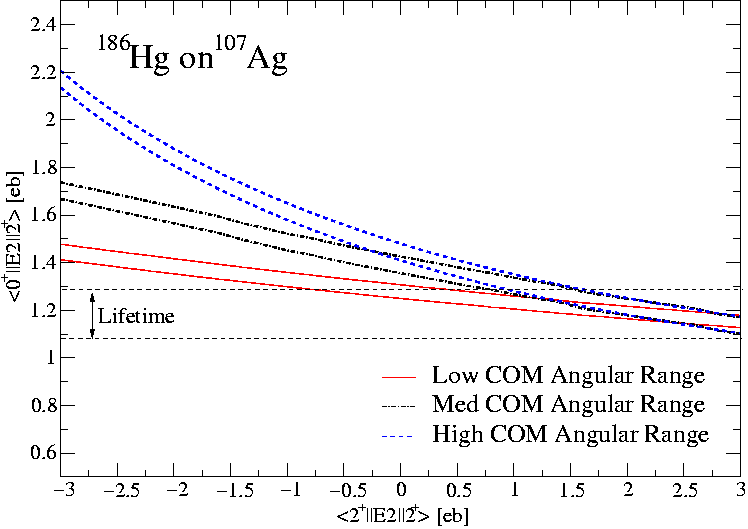 2.4
2.2
2
1.8
1.6
1.4
1.2
1
0.8
0.6
<0⁺||E2||2⁺> [eb]
¹⁸⁶Hg on ¹⁰⁷Ag
Lifetime
Low COM Angular Range
Med COM Angular Range
High COM Angular Range
−3 −2.5 −2 −1.5 −1 −0.5 0 0.5 1 1.5 2 2.5 3
<2⁺||E2||2⁺> [eb]